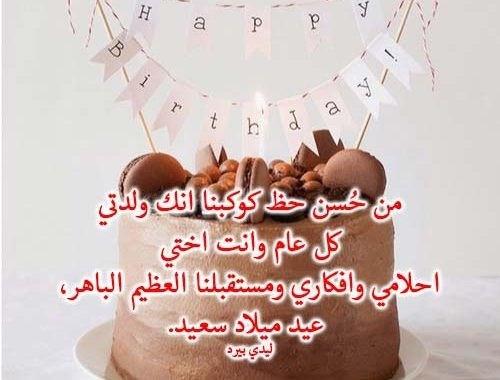 Happy
Birthday!
من حُسن حظ كوكبنا انك ولدتي
كل عام وانت اختي
احلامي وافكاري ومستقبلنا العظيم الباهر،
عيد ميلاد سعيد.
ليدي بيرد